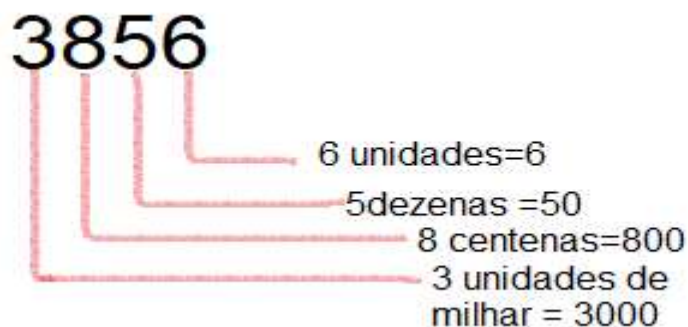 3856
6 unidades=6
5dezenas =50
8 centenas=800
3 unidades de
milhar = 3000